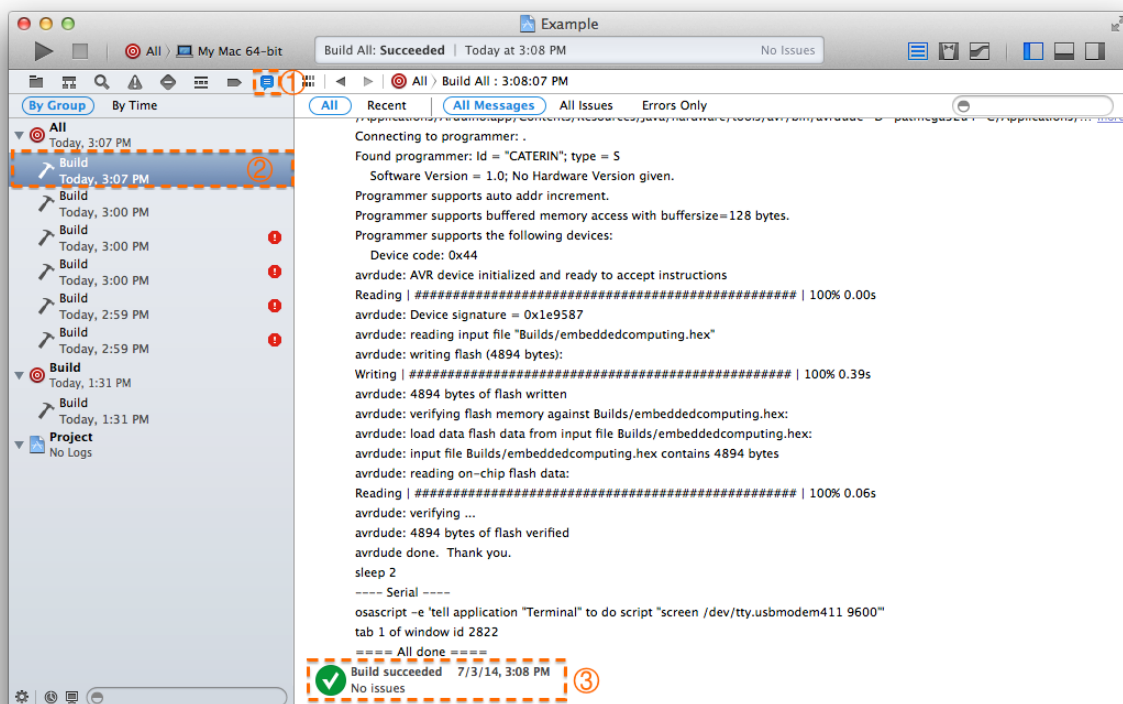 Example
All › My Mac 64-bit
Build All: Succeeded | Today at 3:08 PM
No Issues
①
All › Build All : 3:08:07 PM
By Group
By Time
All
Recent
All Messages
All Issues
Errors Only
All
Today, 3:07 PM
Build
Today, 3:07 PM
②
Build
Today, 3:00 PM
Build
Today, 3:00 PM
Build
Today, 3:00 PM
Build
Today, 2:59 PM
Build
Today, 2:59 PM
Build
Today, 1:31 PM
Build
Today, 1:31 PM
Project
No Logs
Connecting to programmer: .
Found programmer: Id = "CATERIN"; type = S
Software Version = 1.0; No Hardware Version given.
Programmer supports auto addr increment.
Programmer supports buffered memory access with buffersize=128 bytes.
Programmer supports the following devices:
Device code: 0x44
avrdude: AVR device initialized and ready to accept instructions
Reading | ################################################## | 100% 0.00s
avrdude: Device signature = 0x1e9587
avrdude: reading input file "Builds/embeddedcomputing.hex"
avrdude: writing flash (4894 bytes):
Writing | ################################################## | 100% 0.39s
avrdude: 4894 bytes of flash written
avrdude: verifying flash memory against Builds/embeddedcomputing.hex:
avrdude: load data flash data from input file Builds/embeddedcomputing.hex:
avrdude: input file Builds/embeddedcomputing.hex contains 4894 bytes
avrdude: reading on-chip flash data:
Reading | ################################################## | 100% 0.06s
avrdude: verifying ...
avrdude: 4894 bytes of flash verified
avrdude done.  Thank you.
sleep 2
---- Serial ----
osascript -e 'tell application "Terminal" to do script "screen /dev/tty.usbmodem411 9600"'
tab 1 of window id 2822
==== All done ====
Build succeeded 7/3/14, 3:08 PM
No issues
③